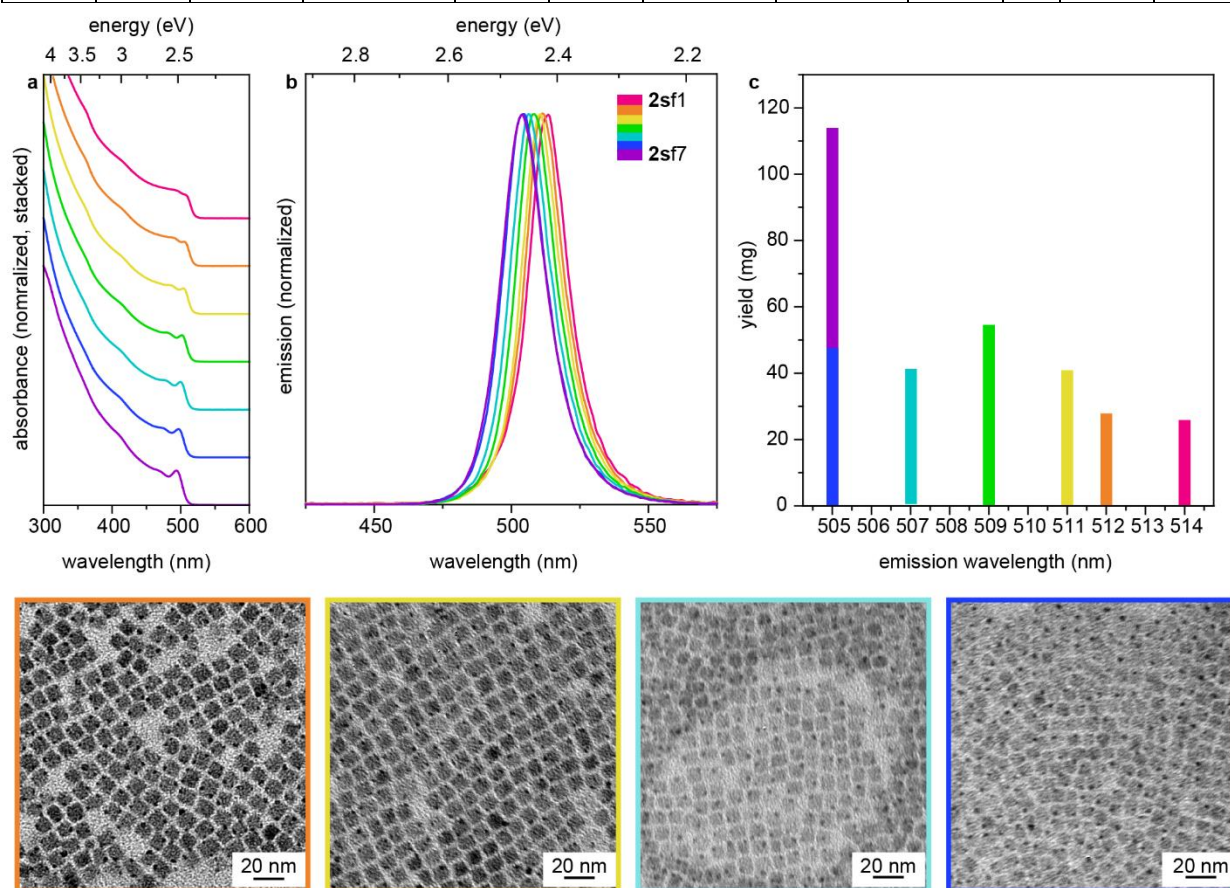 energy (eV)
4 3.5 3 2.5
a
absorbance (nomralized, stacked)
300 400 500 600
wavelength (nm)
energy (eV)
2.8 2.6 2.4 2.2
b
2sf1
2sf7
emission (normalized)
450 500 550
wavelength (nm)
c
120
100
80
60
40
20
0
yield (mg)
505 506 507 508 509 510 511 512 513 514
emission wavelength (nm)
20 nm
20 nm
20 nm
20 nm